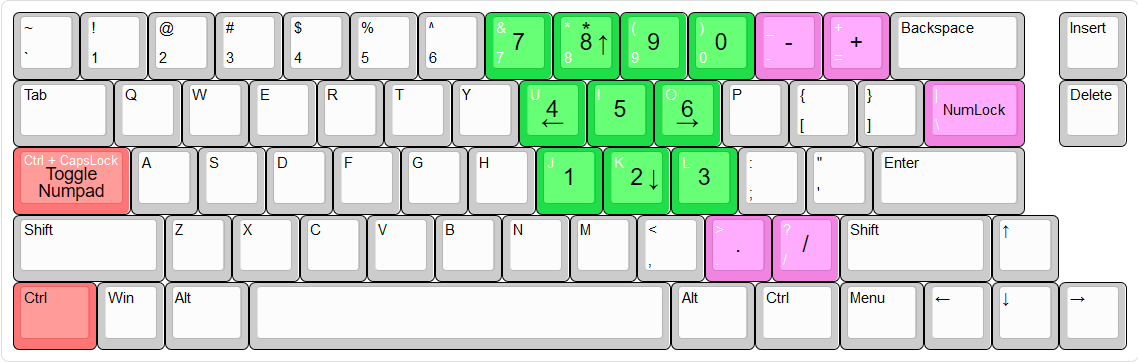 ~ ! @ # $ % ^ & * * ( ) _ + Backspace Insert
` 1 2 3 4 5 6 7 7 8 8 ↑ 9 9 0 0 - - = +
Tab Q W E R T Y U 4 I 5 O 6 P { } | NumLock Delete
← → [ ] \
Ctrl + CapsLock A S D F G H J 1 K 2 ↓ L 3 : " Enter
Toggle ; '
Numpad
Shift Z X C V B N M < > . ? / Shift ↑
, . /
Ctrl Win Alt Alt Ctrl Menu ← ↓ →